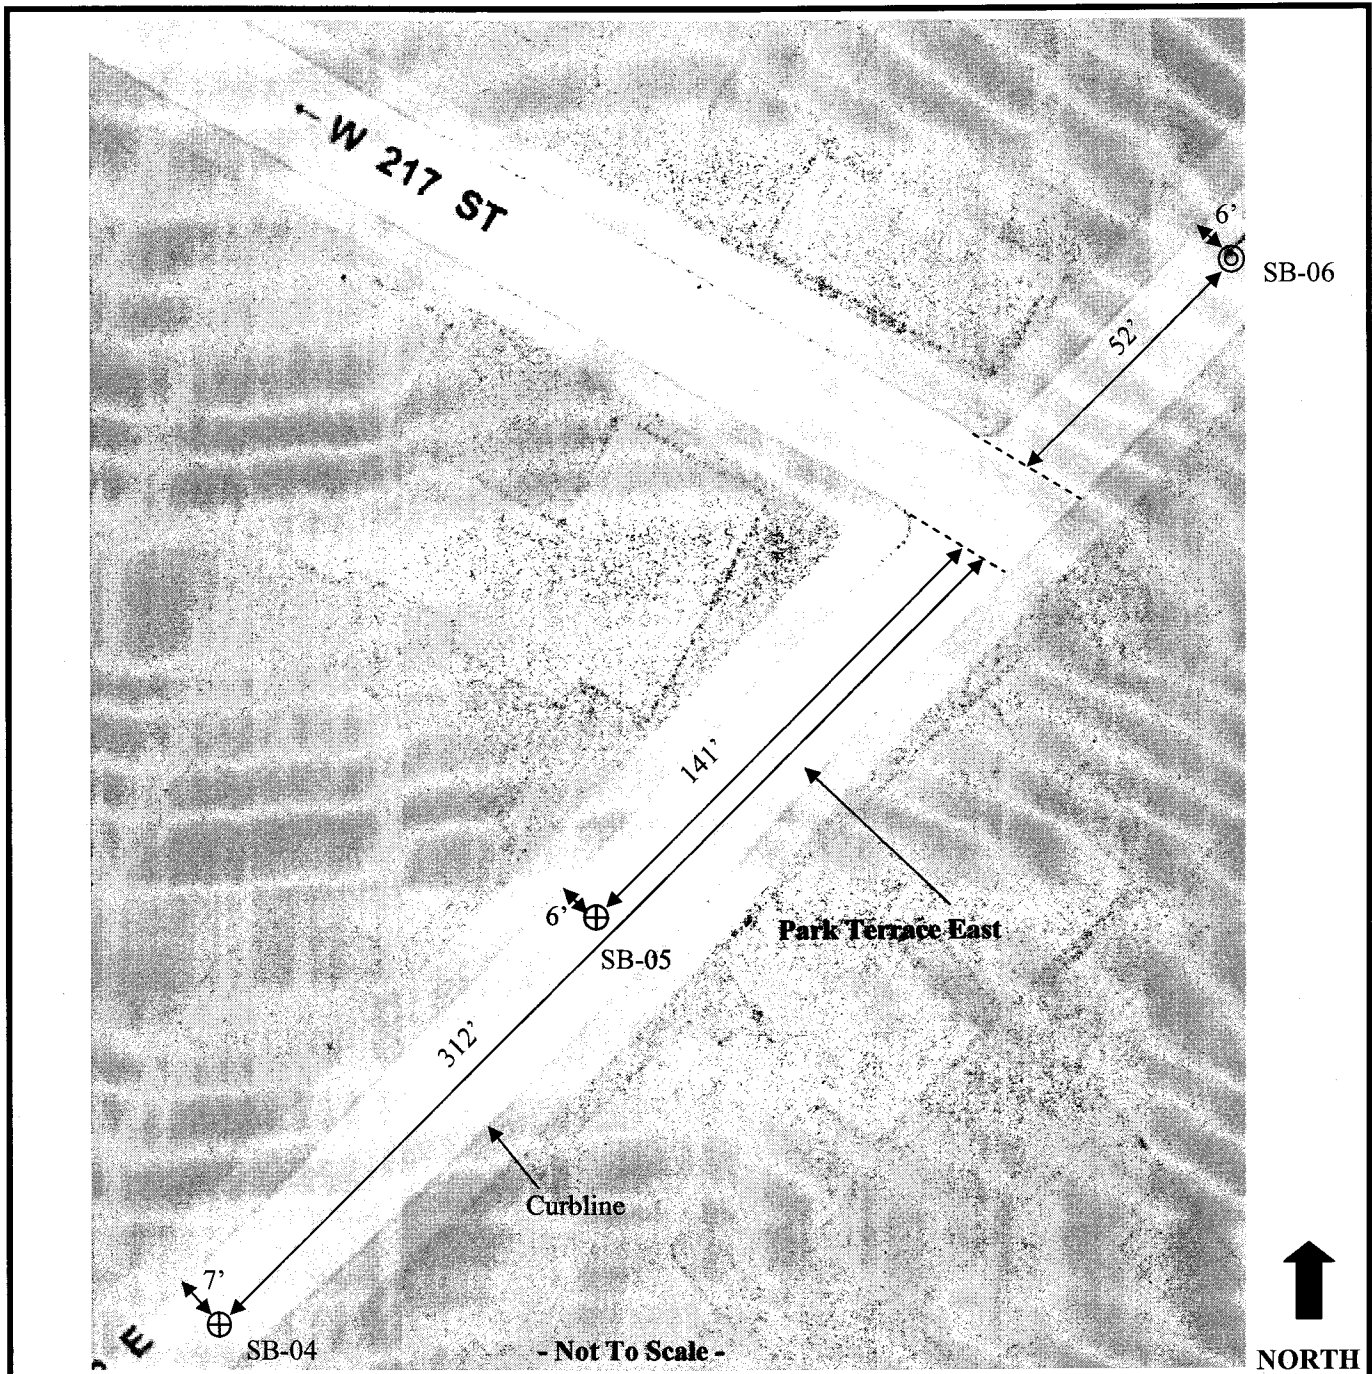 ← W 217 ST
6'
SB-06
52'
141'
6'
SB-05
Park Terrace East
312'
Curbline
7'
SB-04
E
- Not To Scale -
NORTH